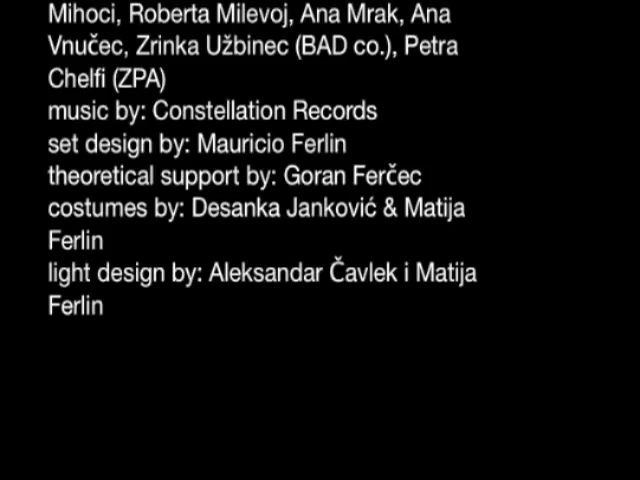 Mihoci, Roberta Milevoj, Ana Mrak, Ana
Vnučec, Zrinka Užbinec (BAD co.), Petra
Chelfi (ZPA)
music by: Constellation Records
set design by: Mauricio Ferlin
theoretical support by: Goran Ferčec
costumes by: Desanka Janković & Matija
Ferlin
light design by: Aleksandar Čavlek i Matija
Ferlin